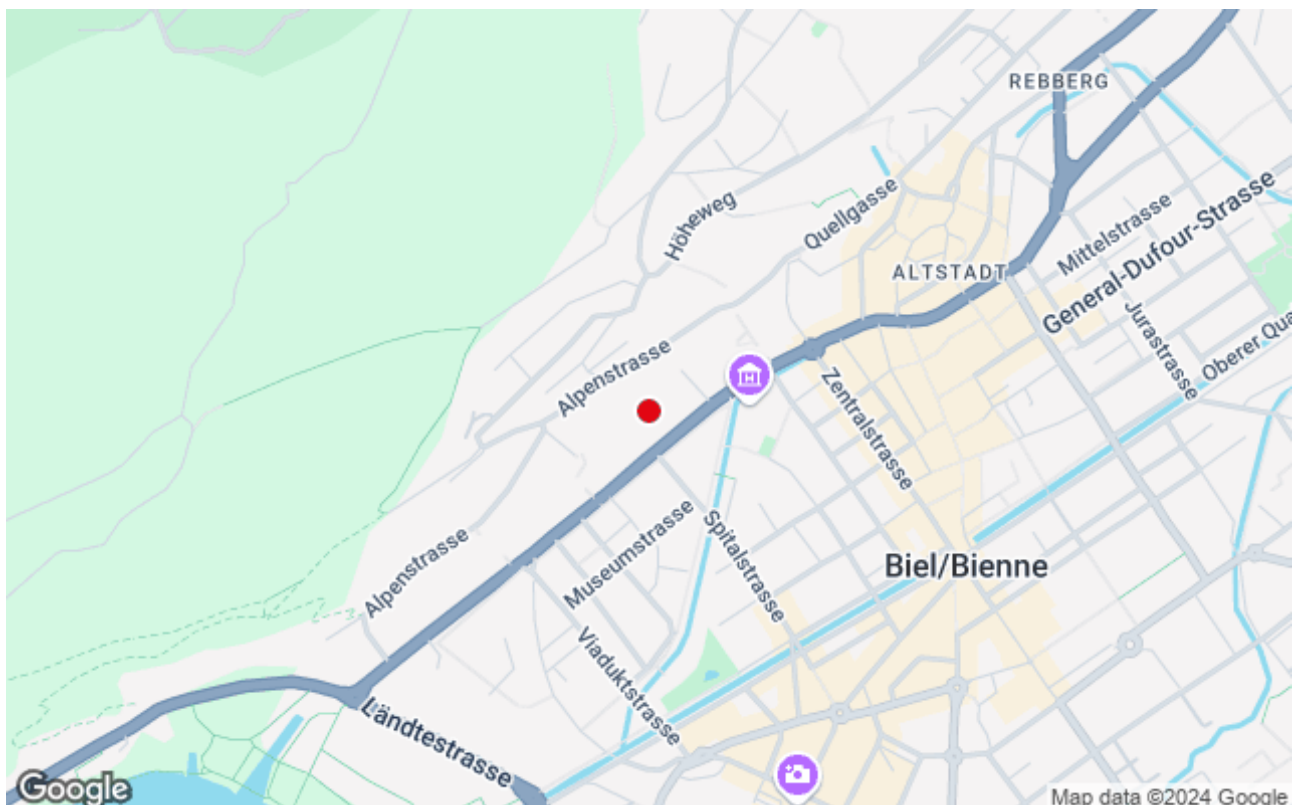 REBBERG
Höheweg
Quellgasse
Mittelstrasse
General-Dufour-Strasse
ALTSTADT
Jurastrasse
Oberer Qua
Alpenstrasse
Zentralstrasse
Museumstrasse
Spitalstrasse
Alpenstrasse
Biel/Bienne
Viaduktstrasse
Ländtestrasse
H
Google
Map data ©2024 Google